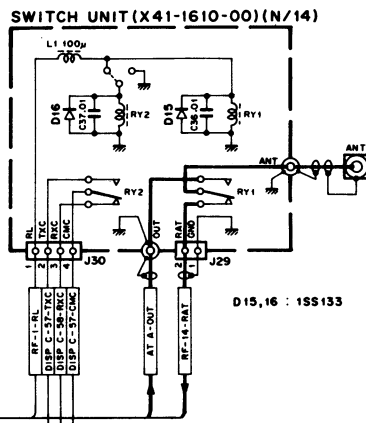 SWITCH UNIT (X41-1610-00) (N/14)
L1 100μ
D16
C37.01
RY2
D15
C36.01
RY1
ANT
ANT
RY2
RY1
RL
TXC
RXC
CMC
OUT
RAT
GND
1 2 3 4
J30
2 1
J29
RF-1-RL
DISP C-57-TXC
DISP C-58-RXC
DISP C-57-CMC
AT A-OUT
RF-14-RAT
D15,16 : 1SS133